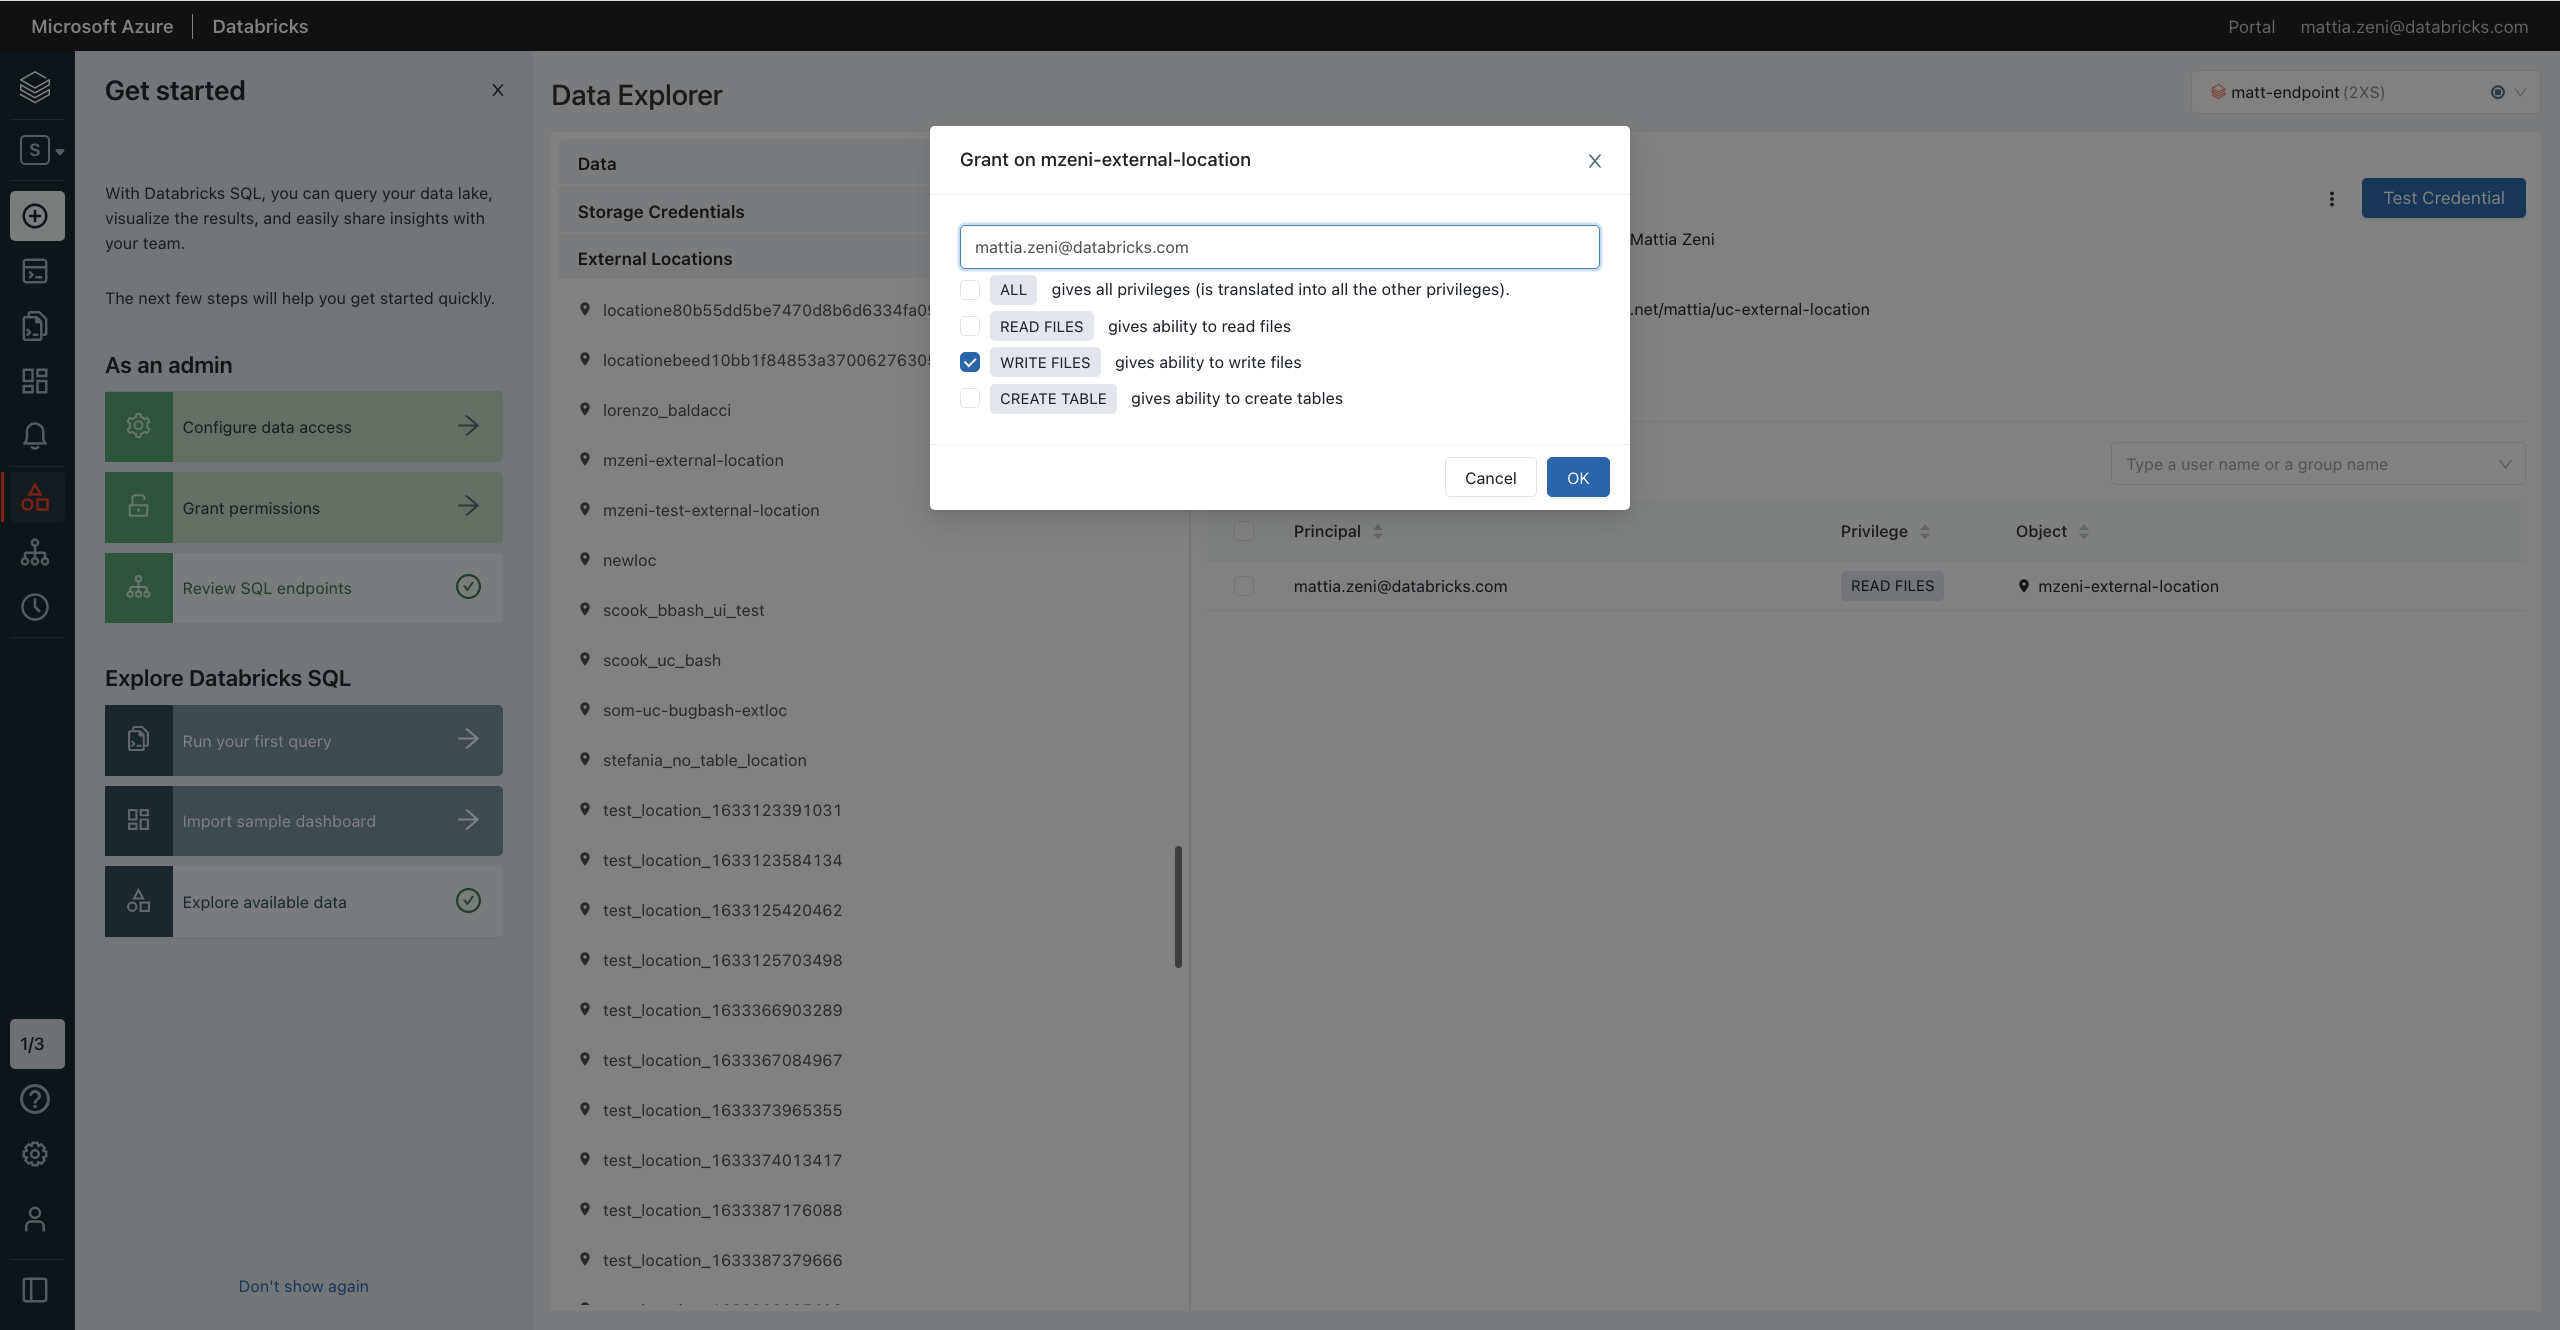 Microsoft Azure | Databricks
Portal mattia.zeni@databricks.com
Get started
X
S
With Databricks SQL, you can query your data lake,
visualize the results, and easily share insights with
your team.
The next few steps will help you get started quickly.
As an admin
Configure data access
Grant permissions
Review SQL endpoints
Explore Databricks SQL
Run your first query
Import sample dashboard
Explore available data
1/3
Don't show again
Data Explorer
matt-endpoint (2XS)
Data
Storage Credentials
External Locations
locatione80b55dd5be7470d8b6d6334fa0
locationebeed10bb1f84853a3700627630
lorenzo_baldacci
mzeni-external-location
mzeni-test-external-location
newloc
scook_bbash_ui_test
scook_uc_bash
som-uc-bugbash-extloc
stefania_no_table_location
test_location_1633123391031
test_location_1633123584134
test_location_1633125420462
test_location_1633125703498
test_location_1633366903289
test_location_1633367084967
test_location_1633373965355
test_location_1633374013417
test_location_1633387176088
test_location_1633387379666
Grant on mzeni-external-location
mattia.zeni@databricks.com
ALL gives all privileges (is translated into all the other privileges).
READ FILES gives ability to read files
WRITE FILES gives ability to write files
CREATE TABLE gives ability to create tables
Cancel OK
Test Credential
Mattia Zeni
.net/mattia/uc-external-location
Type a user name or a group name
Principal Privilege Object
mattia.zeni@databricks.com READ FILES mzeni-external-location